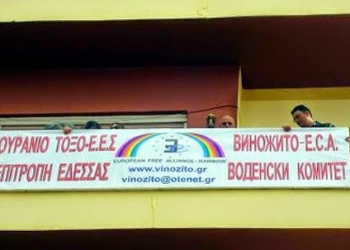 ΟΥΡΑΝΙΟ ΤΟΞΟ-Ε.Ε.Σ
ΕΠΙΤΡΟΠΗ ΕΔΕΣΣΑΣ
EUROPEAN FREE ALLIANCE - RAINBOW
www.vinozito.gr
vinozito@otenet.gr
ВИНОЖИТО-Е.С.А.
ВОДЕНСКИ КОМИТЕТ